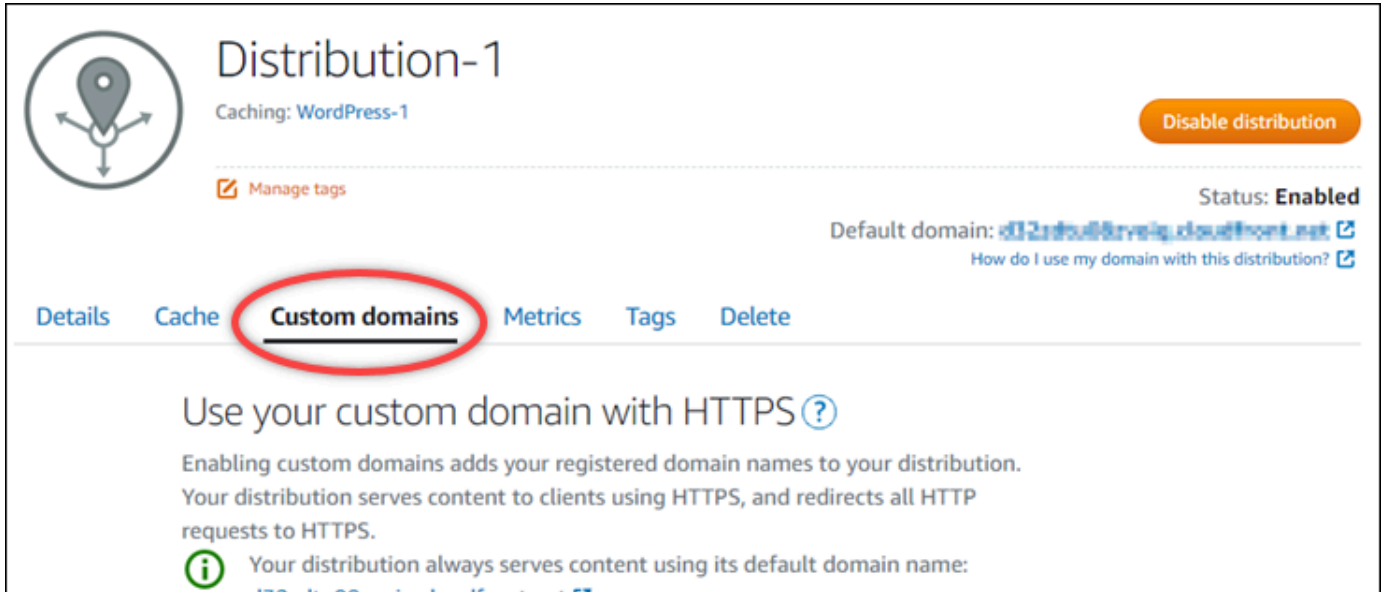 Distribution-1
Caching: WordPress-1
Disable distribution
Manage tags
Status: Enabled
Default domain:
How do I use my domain with this distribution?
Details Cache Custom domains Metrics Tags Delete
Use your custom domain with HTTPS ?
Enabling custom domains adds your registered domain names to your distribution.
Your distribution serves content to clients using HTTPS, and redirects all HTTP
requests to HTTPS.
Your distribution always serves content using its default domain name: